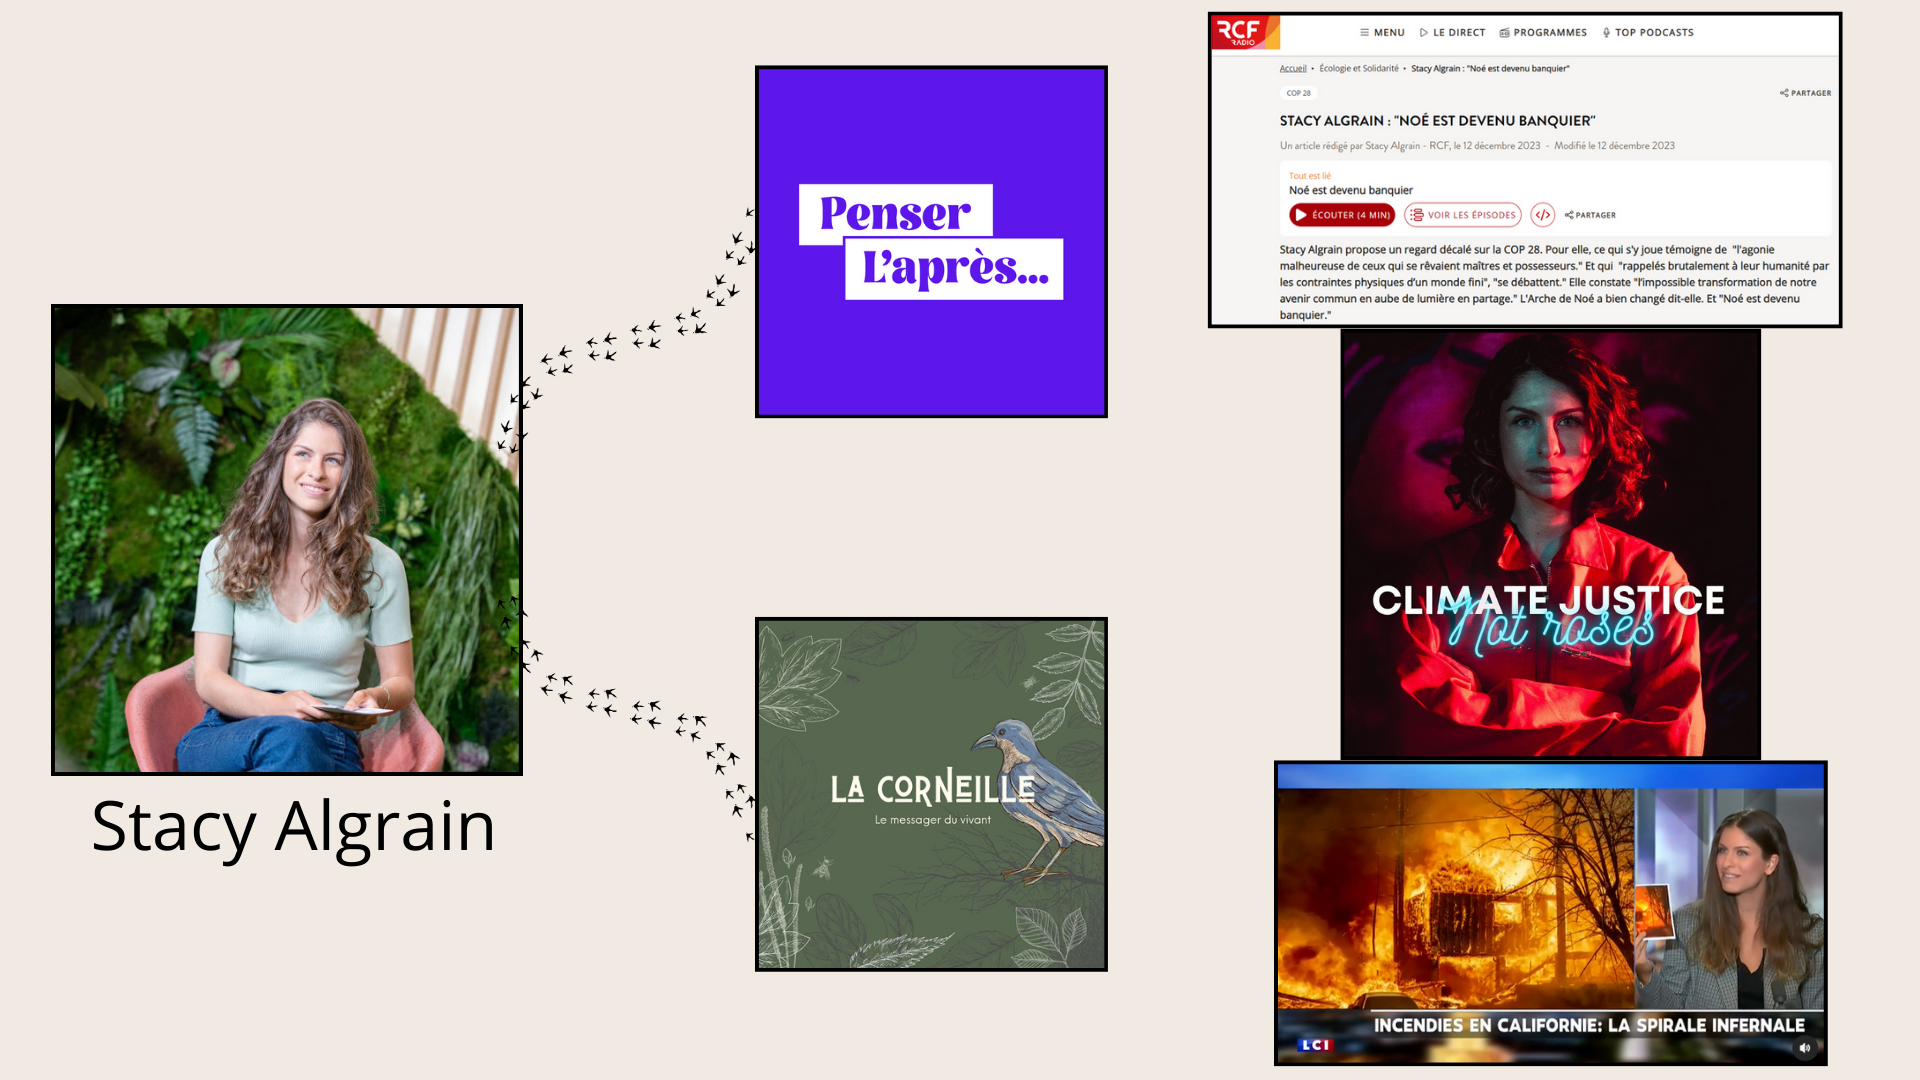 Stacy Algrain
Penser
L'après...
LA CORNEILLE
Le messager du vivant
RCF
RADIO
MENU
LE DIRECT
PROGRAMMES
TOP PODCASTS
Accueil • Écologie et Solidarité • Stacy Algrain : "Noé est devenu banquier"
COP 28
PARTAGER
STACY ALGRAIN : "NOÉ EST DEVENU BANQUIER"
Un article rédigé par Stacy Algrain - RCF, le 12 décembre 2023 - Modifié le 12 décembre 2023
Tout est lié
Noé est devenu banquier
ÉCOUTER (4 MIN)
VOIR LES ÉPISODES
</>
PARTAGER
Stacy Algrain propose un regard décalé sur la COP 28. Pour elle, ce qui s'y joue témoigne de "l'agonie
malheureuse de ceux qui se rêvaient maîtres et possesseurs." Et qui "rappelés brutalement à leur humanité par
les contraintes physiques d'un monde fini", "se débattent." Elle constate "l'impossible transformation de notre
avenir commun en aube de lumière en partage." L'Arche de Noé a bien changé dit-elle. Et "Noé est devenu
banquier."
CLIMATE JUSTICE
Not roses
INCENDIES EN CALIFORNIE: LA SPIRALE INFERNALE
LCI